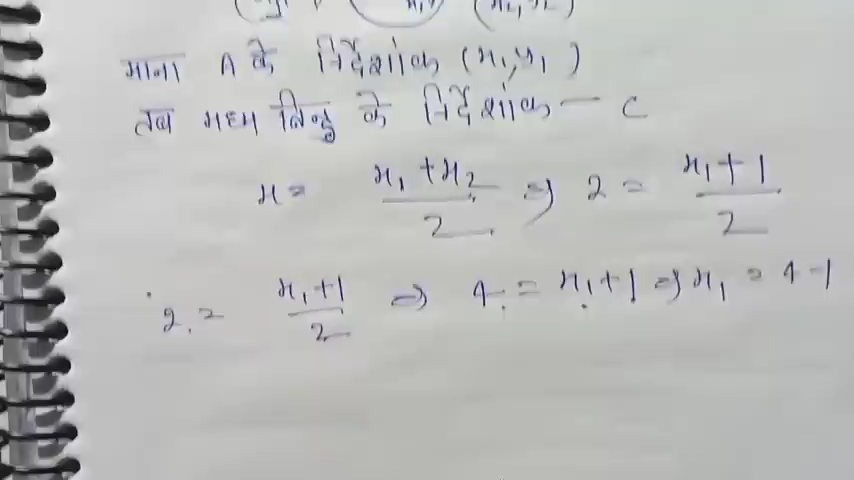 माना A के निर्देशांक (x₁, y₁)
तब मध्य बिन्दु के निर्देशांक — C
x = (x₁ + x₂)/2 ⇒ 2 = (x₁ + 1)/2
2 = (x₁ + 1)/2 ⇒ 4 = x₁ + 1 ⇒ x₁ = 4 - 1